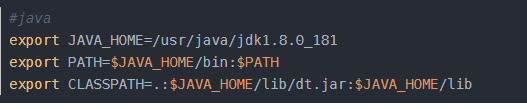 #java
export JAVA_HOME=/usr/java/jdk1.8.0_181
export PATH=$JAVA_HOME/bin:$PATH
export CLASSPATH=.:$JAVA_HOME/lib/dt.jar:$JAVA_HOME/lib